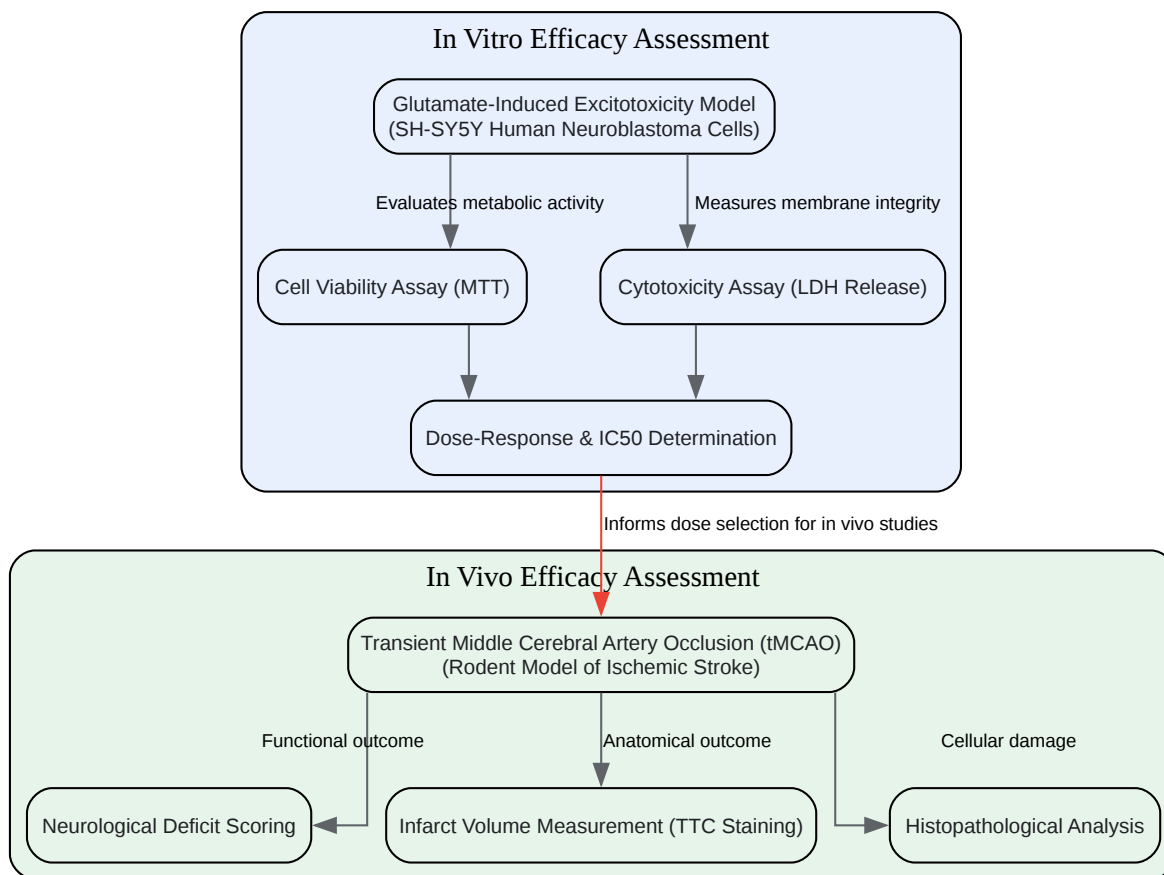 In Vitro Efficacy Assessment
Glutamate-Induced Excitotoxicity Model
(SH-SY5Y Human Neuroblastoma Cells)
Evaluates metabolic activity
Measures membrane integrity
Cell Viability Assay (MTT)
Cytotoxicity Assay (LDH Release)
Dose-Response & IC50 Determination
Informs dose selection for in vivo studies
In Vivo Efficacy Assessment
Transient Middle Cerebral Artery Occlusion (tMCAO)
(Rodent Model of Ischemic Stroke)
Functional outcome
Anatomical outcome
Cellular damage
Neurological Deficit Scoring
Infarct Volume Measurement (TTC Staining)
Histopathological Analysis